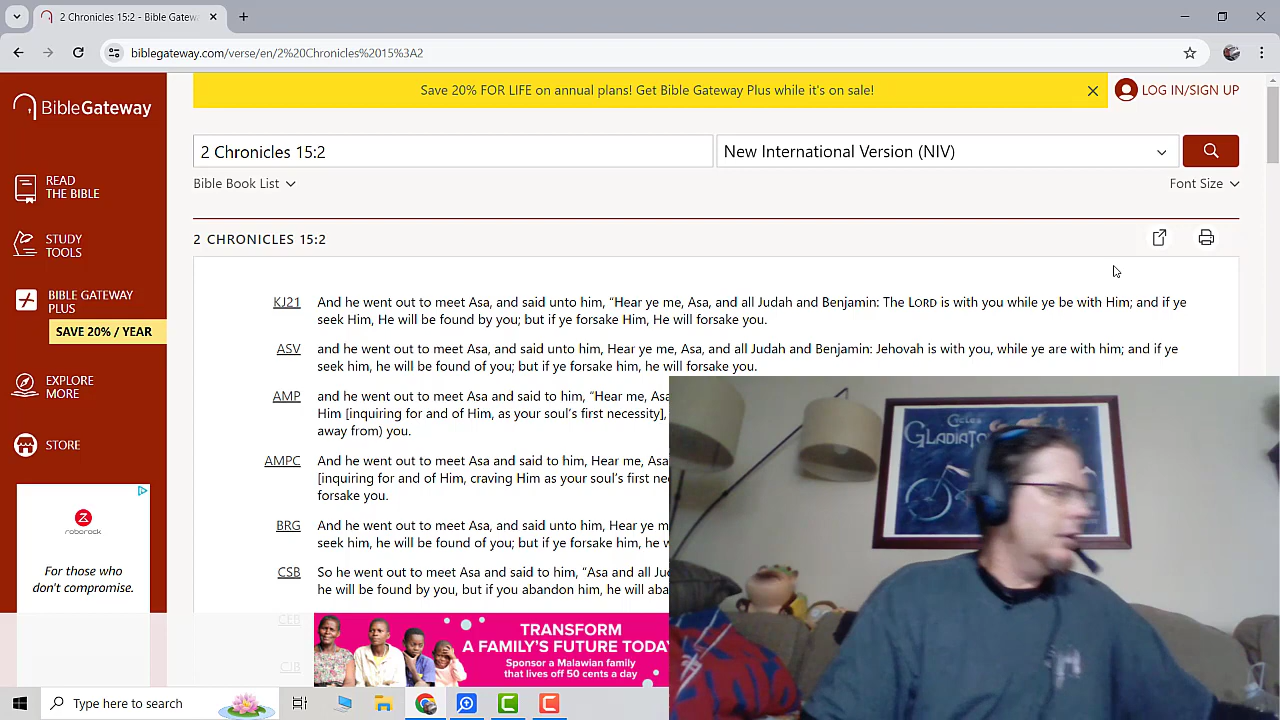 2 Chronicles 15:2 - Bible Gatew
biblegateway.com/verse/en/2%20Chronicles%2015%3A2
BibleGateway
Save 20% FOR LIFE on annual plans! Get Bible Gateway Plus while it's on sale!
LOG IN/SIGN UP
2 Chronicles 15:2
New International Version (NIV)
Bible Book List
Font Size
READ
THE BIBLE
STUDY
TOOLS
BIBLE GATEWAY
PLUS
SAVE 20% / YEAR
EXPLORE
MORE
STORE
2 CHRONICLES 15:2
KJ21 And he went out to meet Asa, and said unto him, “Hear ye me, Asa, and all Judah and Benjamin: The LORD is with you while ye be with Him; and if ye
seek Him, He will be found by you; but if ye forsake Him, He will forsake you.
ASV and he went out to meet Asa, and said unto him, Hear ye me, Asa, and all Judah and Benjamin: Jehovah is with you, while ye are with him; and if ye
seek him, he will be found of you; but if ye forsake him, he will forsake you.
AMP and he went out to meet Asa and said to him, “Hear me, Asa
Him [inquiring for and of Him, as your soul’s first necessity],
away from) you.
AMPC And he went out to meet Asa and said to him, Hear me, Asa
[inquiring for and of Him, craving Him as your soul’s first ne
forsake you.
BRG And he went out to meet Asa, and said unto him, Hear ye m
seek him, he will be found of you; but if ye forsake him, he w
CSB So he went out to meet Asa and said to him, “Asa and all Ju
he will be found by you, but if you abandon him, he will aba
CEB
CJB
roborock
For those who
don’t compromise.
TRANSFORM
A FAMILY'S FUTURE TODA
Sponsor a Malawian family
that lives off 50 cents a day
Cycles
GLADIATO
Type here to search